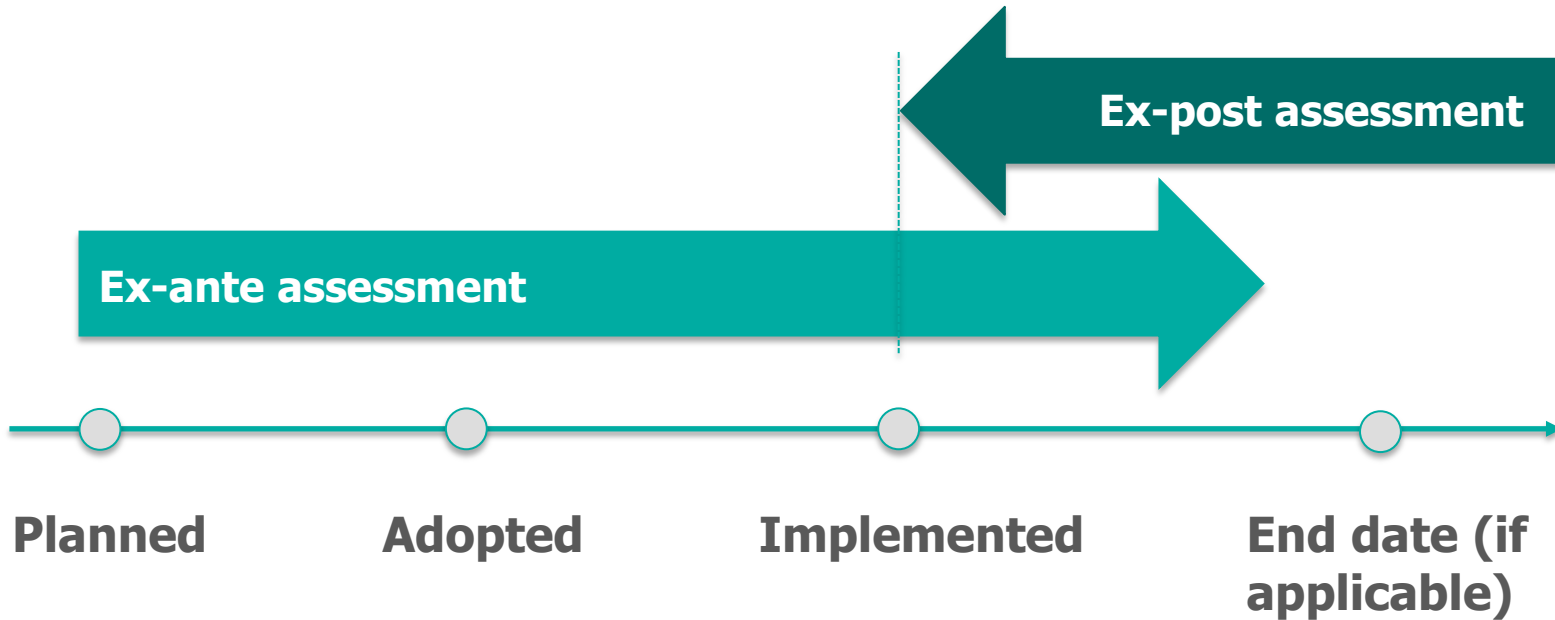 Ex-post assessment
Ex-ante assessment
Planned
Adopted
Implemented
End date (if
applicable)